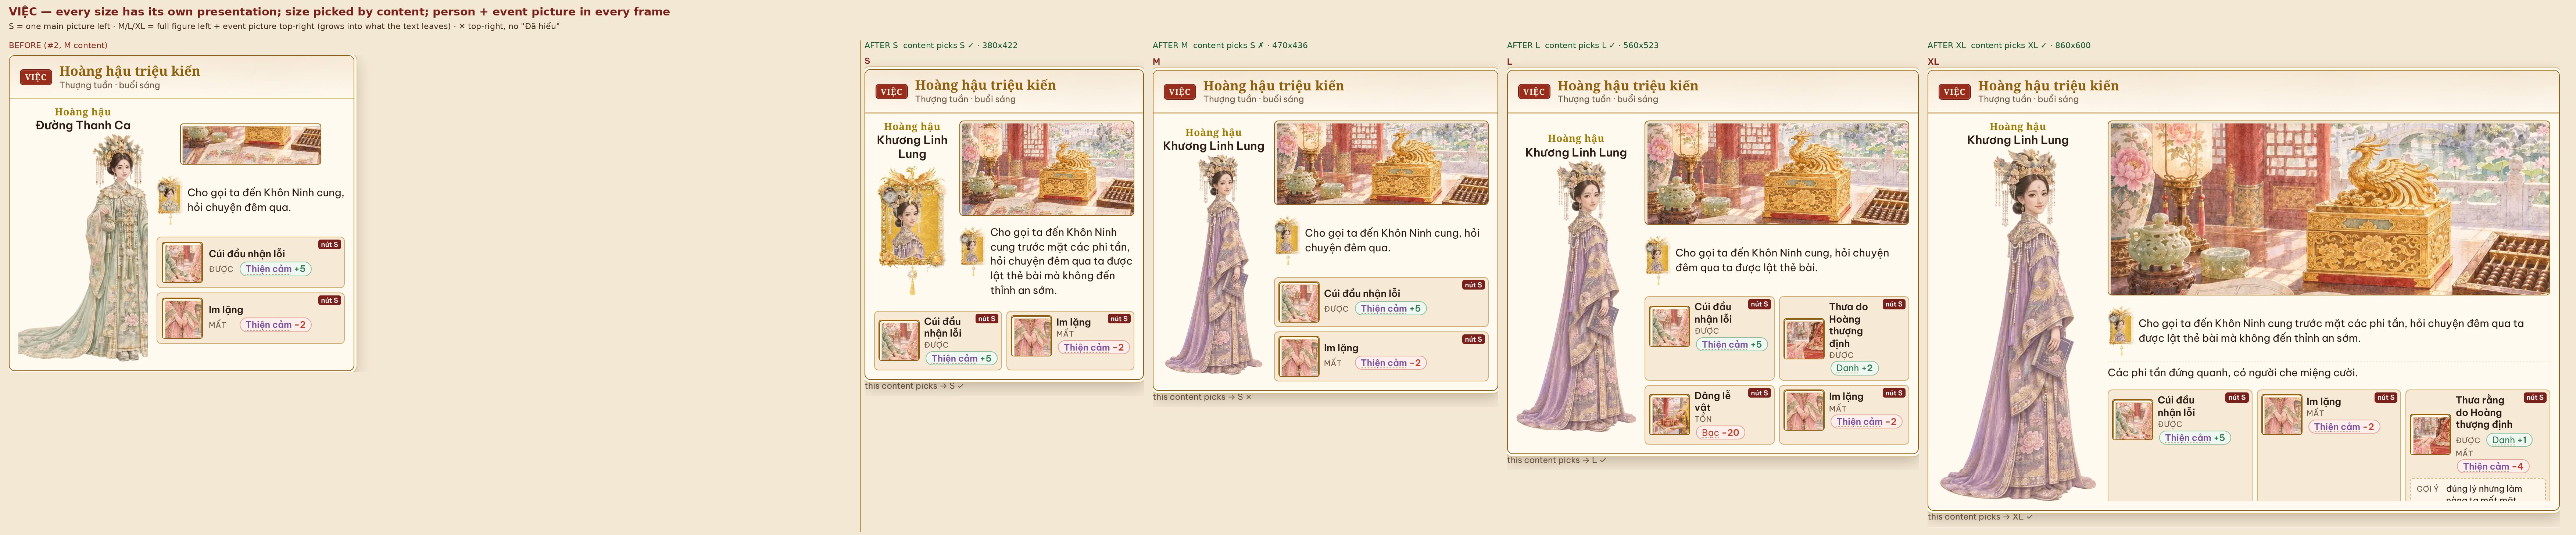 VIỆC — every size has its own presentation; size picked by content; person + event picture in every frame
S = one main picture left · M/L/XL = full figure left + event picture top-right (grows into what the text leaves) · ✕ top-right, no "Đã hiểu"
BEFORE (#2, M content)
VIỆC
Hoàng hậu triệu kiến
Thượng tuần · buổi sáng
Hoàng hậu
Đường Thanh Ca
Cho gọi ta đến Khôn Ninh cung,
hỏi chuyện đêm qua.
nút S
Cúi đầu nhận lỗi
ĐƯỢC Thiện cảm +5
nút S
Im lặng
MẤT Thiện cảm −2
AFTER S content picks S ✓ · 380x422
S
VIỆC
Hoàng hậu triệu kiến
Thượng tuần · buổi sáng
Hoàng hậu
Khương Linh
Lung
Cho gọi ta đến Khôn Ninh
cung trước mặt các phi tần,
hỏi chuyện đêm qua ta được
lật thẻ bài mà không đến
thỉnh an sớm.
nút S
Cúi đầu
nhận lỗi
ĐƯỢC
Thiện cảm +5
nút S
Im lặng
MẤT
Thiện cảm −2
this content picks → S ✓
AFTER M content picks S ✗ · 470x436
M
VIỆC
Hoàng hậu triệu kiến
Thượng tuần · buổi sáng
Hoàng hậu
Khương Linh Lung
Cho gọi ta đến Khôn Ninh cung, hỏi
chuyện đêm qua.
nút S
Cúi đầu nhận lỗi
ĐƯỢC Thiện cảm +5
nút S
Im lặng
MẤT Thiện cảm −2
this content picks → S ✕
AFTER L content picks L ✓ · 560x523
L
VIỆC
Hoàng hậu triệu kiến
Thượng tuần · buổi sáng
Hoàng hậu
Khương Linh Lung
Cho gọi ta đến Khôn Ninh cung, hỏi chuyện
đêm qua ta được lật thẻ bài.
nút S
Cúi đầu
nhận lỗi
ĐƯỢC
Thiện cảm +5
nút S
Thưa do
Hoàng
thượng
định
ĐƯỢC
Danh +2
nút S
Dâng lễ
vật
TỐN
Bạc −20
nút S
Im lặng
MẤT
Thiện cảm −2
this content picks → L ✓
AFTER XL content picks XL ✓ · 860x600
XL
VIỆC
Hoàng hậu triệu kiến
Thượng tuần · buổi sáng
Hoàng hậu
Khương Linh Lung
Cho gọi ta đến Khôn Ninh cung trước mặt các phi tần, hỏi chuyện đêm qua ta
được lật thẻ bài mà không đến thỉnh an sớm.
Các phi tần đứng quanh, có người che miệng cười.
nút S
Cúi đầu
nhận lỗi
ĐƯỢC
Thiện cảm +5
nút S
Im lặng
MẤT
Thiện cảm −2
nút S
Thưa rằng
do Hoàng
thượng định
ĐƯỢC Danh +1
MẤT
Thiện cảm −4
GỢI Ý đúng lý nhưng làm
nàng ta mất mặt
this content picks → XL ✓